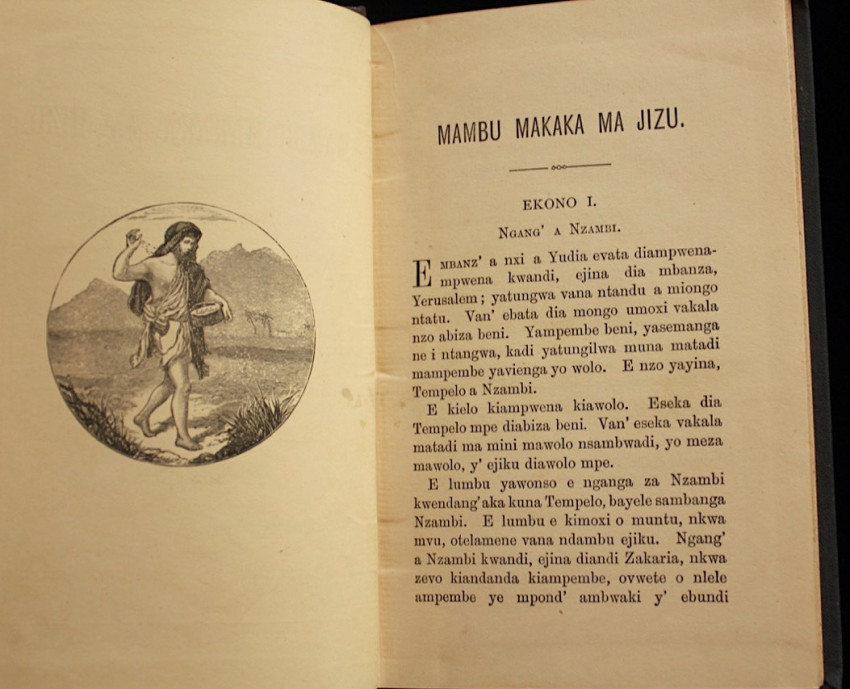 MAMBU MAKAKA MA JIZU.
EKONO I.
NGANG' A NZAMBI.
EMBANZ' a nxi a Yudia evata diampwena-
mpwena kwandi, ejina dia mbanza,
Yerusalem; yatungwa vana ntandu a miongo
ntatu. Van' ebata dia mongo umoxi vakala
nzo abiza beni. Yampembe beni, yasemanga
ne i ntangwa, kadi yatungilwa muna matadi
mampembe yavienga yo wolo. E nzo yayina,
Tempelo a Nzambi.
E kielo kiampwena kiawolo. Eseka dia
Tempelo mpe diabiza beni. Van' eseka vakala
matadi ma mini mawolo nsambwadi, yo meza
mawolo, y' ejiku diawolo mpe.
E lumbu yawonso e nganga za Nzambi
kwendang'aka kuna Tempelo, bayele sambanga
Nzambi. E lumbu e kimoxi o muntu, nkwa
mvu, otelamene vana ndambu ejiku. Ngang'
a Nzambi kwandi, ejina diandi Zakaria, nkwa
zevo kiandanda kiampembe, ovwete o nlele
ampembe ye mpond' ambwaki y' ebundi